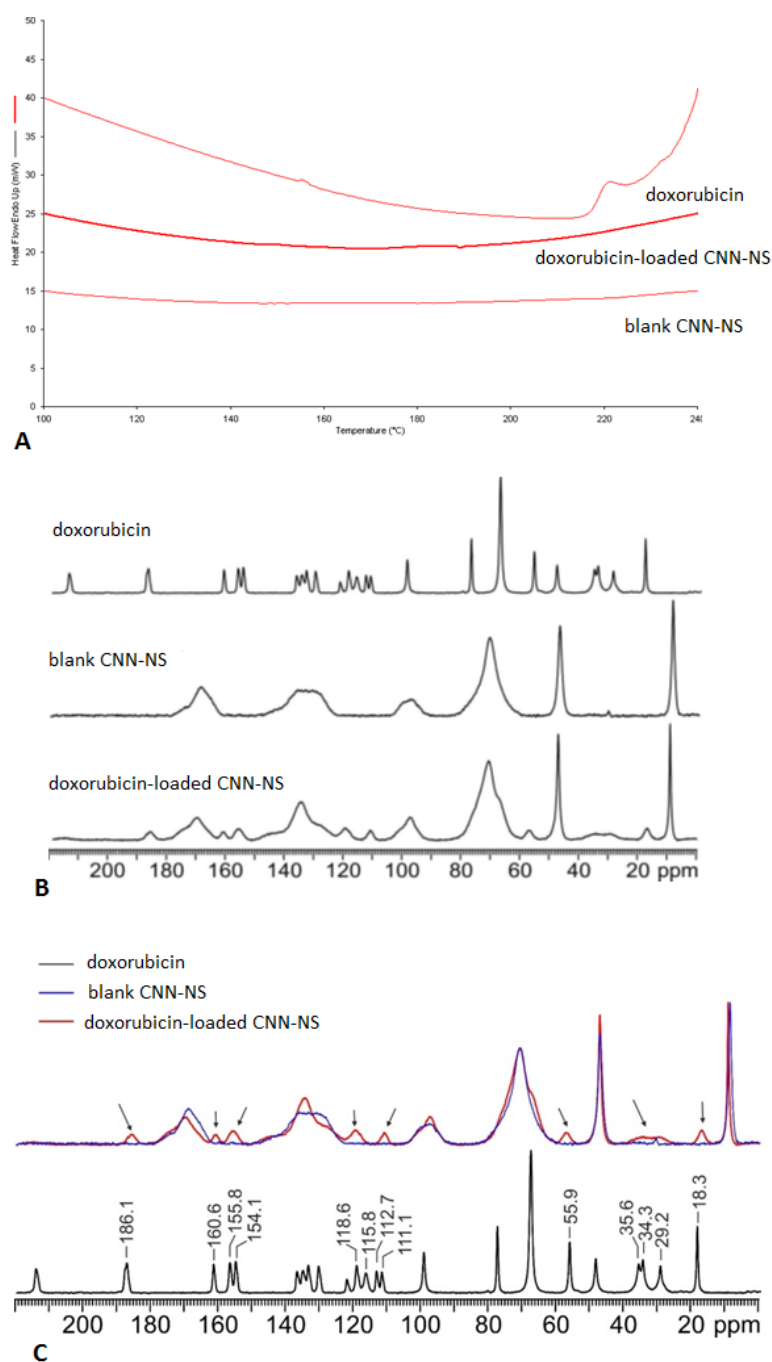 50
45
40
35
30
25
20
15
10
5
0
Heat Flow Endo Up (mW)
doxorubicin
doxorubicin-loaded CNN-NS
blank CNN-NS
100 120 140 160 180 200 220 240
Temperature (°C)
A
doxorubicin
blank CNN-NS
doxorubicin-loaded CNN-NS
200 180 160 140 120 100 80 60 40 20 ppm
B
doxorubicin
blank CNN-NS
doxorubicin-loaded CNN-NS
186.1
160.6
155.8
154.1
118.6
115.8
112.7
111.1
55.9
35.6
34.3
29.2
18.3
200 180 160 140 120 100 80 60 40 20 ppm
C